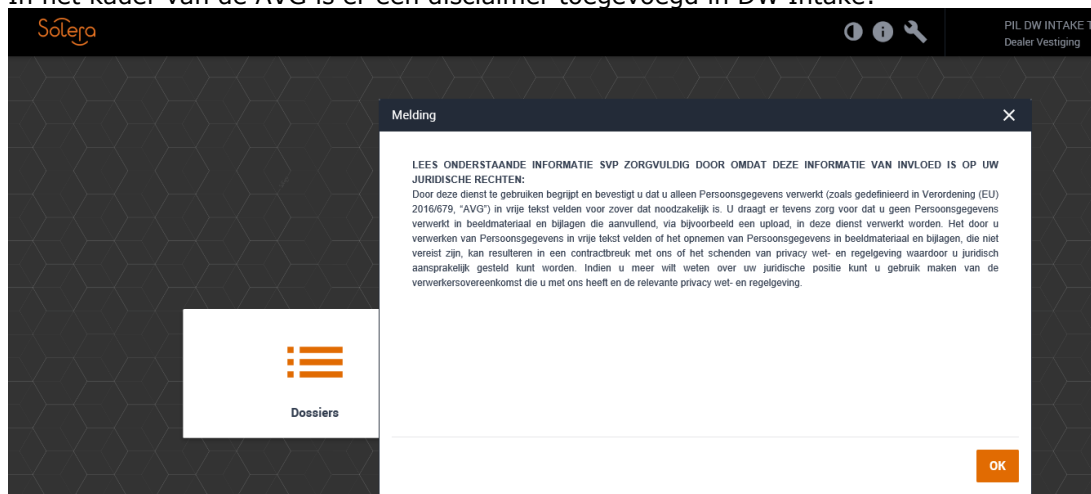 In het kader van de AVG is er een disclaimer toegevoegd in DW Intake:
Solera
PIL DW INTAKE T
Dealer Vestiging
Melding
LEES ONDERSTAANDE INFORMATIE SVP ZORGVULDIG DOOR OMDAT DEZE INFORMATIE VAN INVLOED IS OP UW
JURIDISCHE RECHTEN:
Door deze dienst te gebruiken begrijpt en bevestigt u dat u alleen Persoonsgegevens verwerkt (zoals gedefinieerd in Verordening (EU)
2016/679, “AVG”) in vrije tekst velden voor zover dat noodzakelijk is. U draagt er tevens zorg voor dat u geen Persoonsgegevens
verwerkt in beeldmateriaal en bijlagen die aanvullend, via bijvoorbeeld een upload, in deze dienst verwerkt worden. Het door u
verwerken van Persoonsgegevens in vrije tekst velden of het opnemen van Persoonsgegevens in beeldmateriaal en bijlagen, die niet
vereist zijn, kan resulteren in een contractbreuk met ons of het schenden van privacy wet- en regelgeving waardoor u juridisch
aansprakelijk gesteld kunt worden. Indien u meer wilt weten over uw juridische positie kunt u gebruik maken van de
verwerkersovereenkomst die u met ons heeft en de relevante privacy wet- en regelgeving.
Dossiers
OK